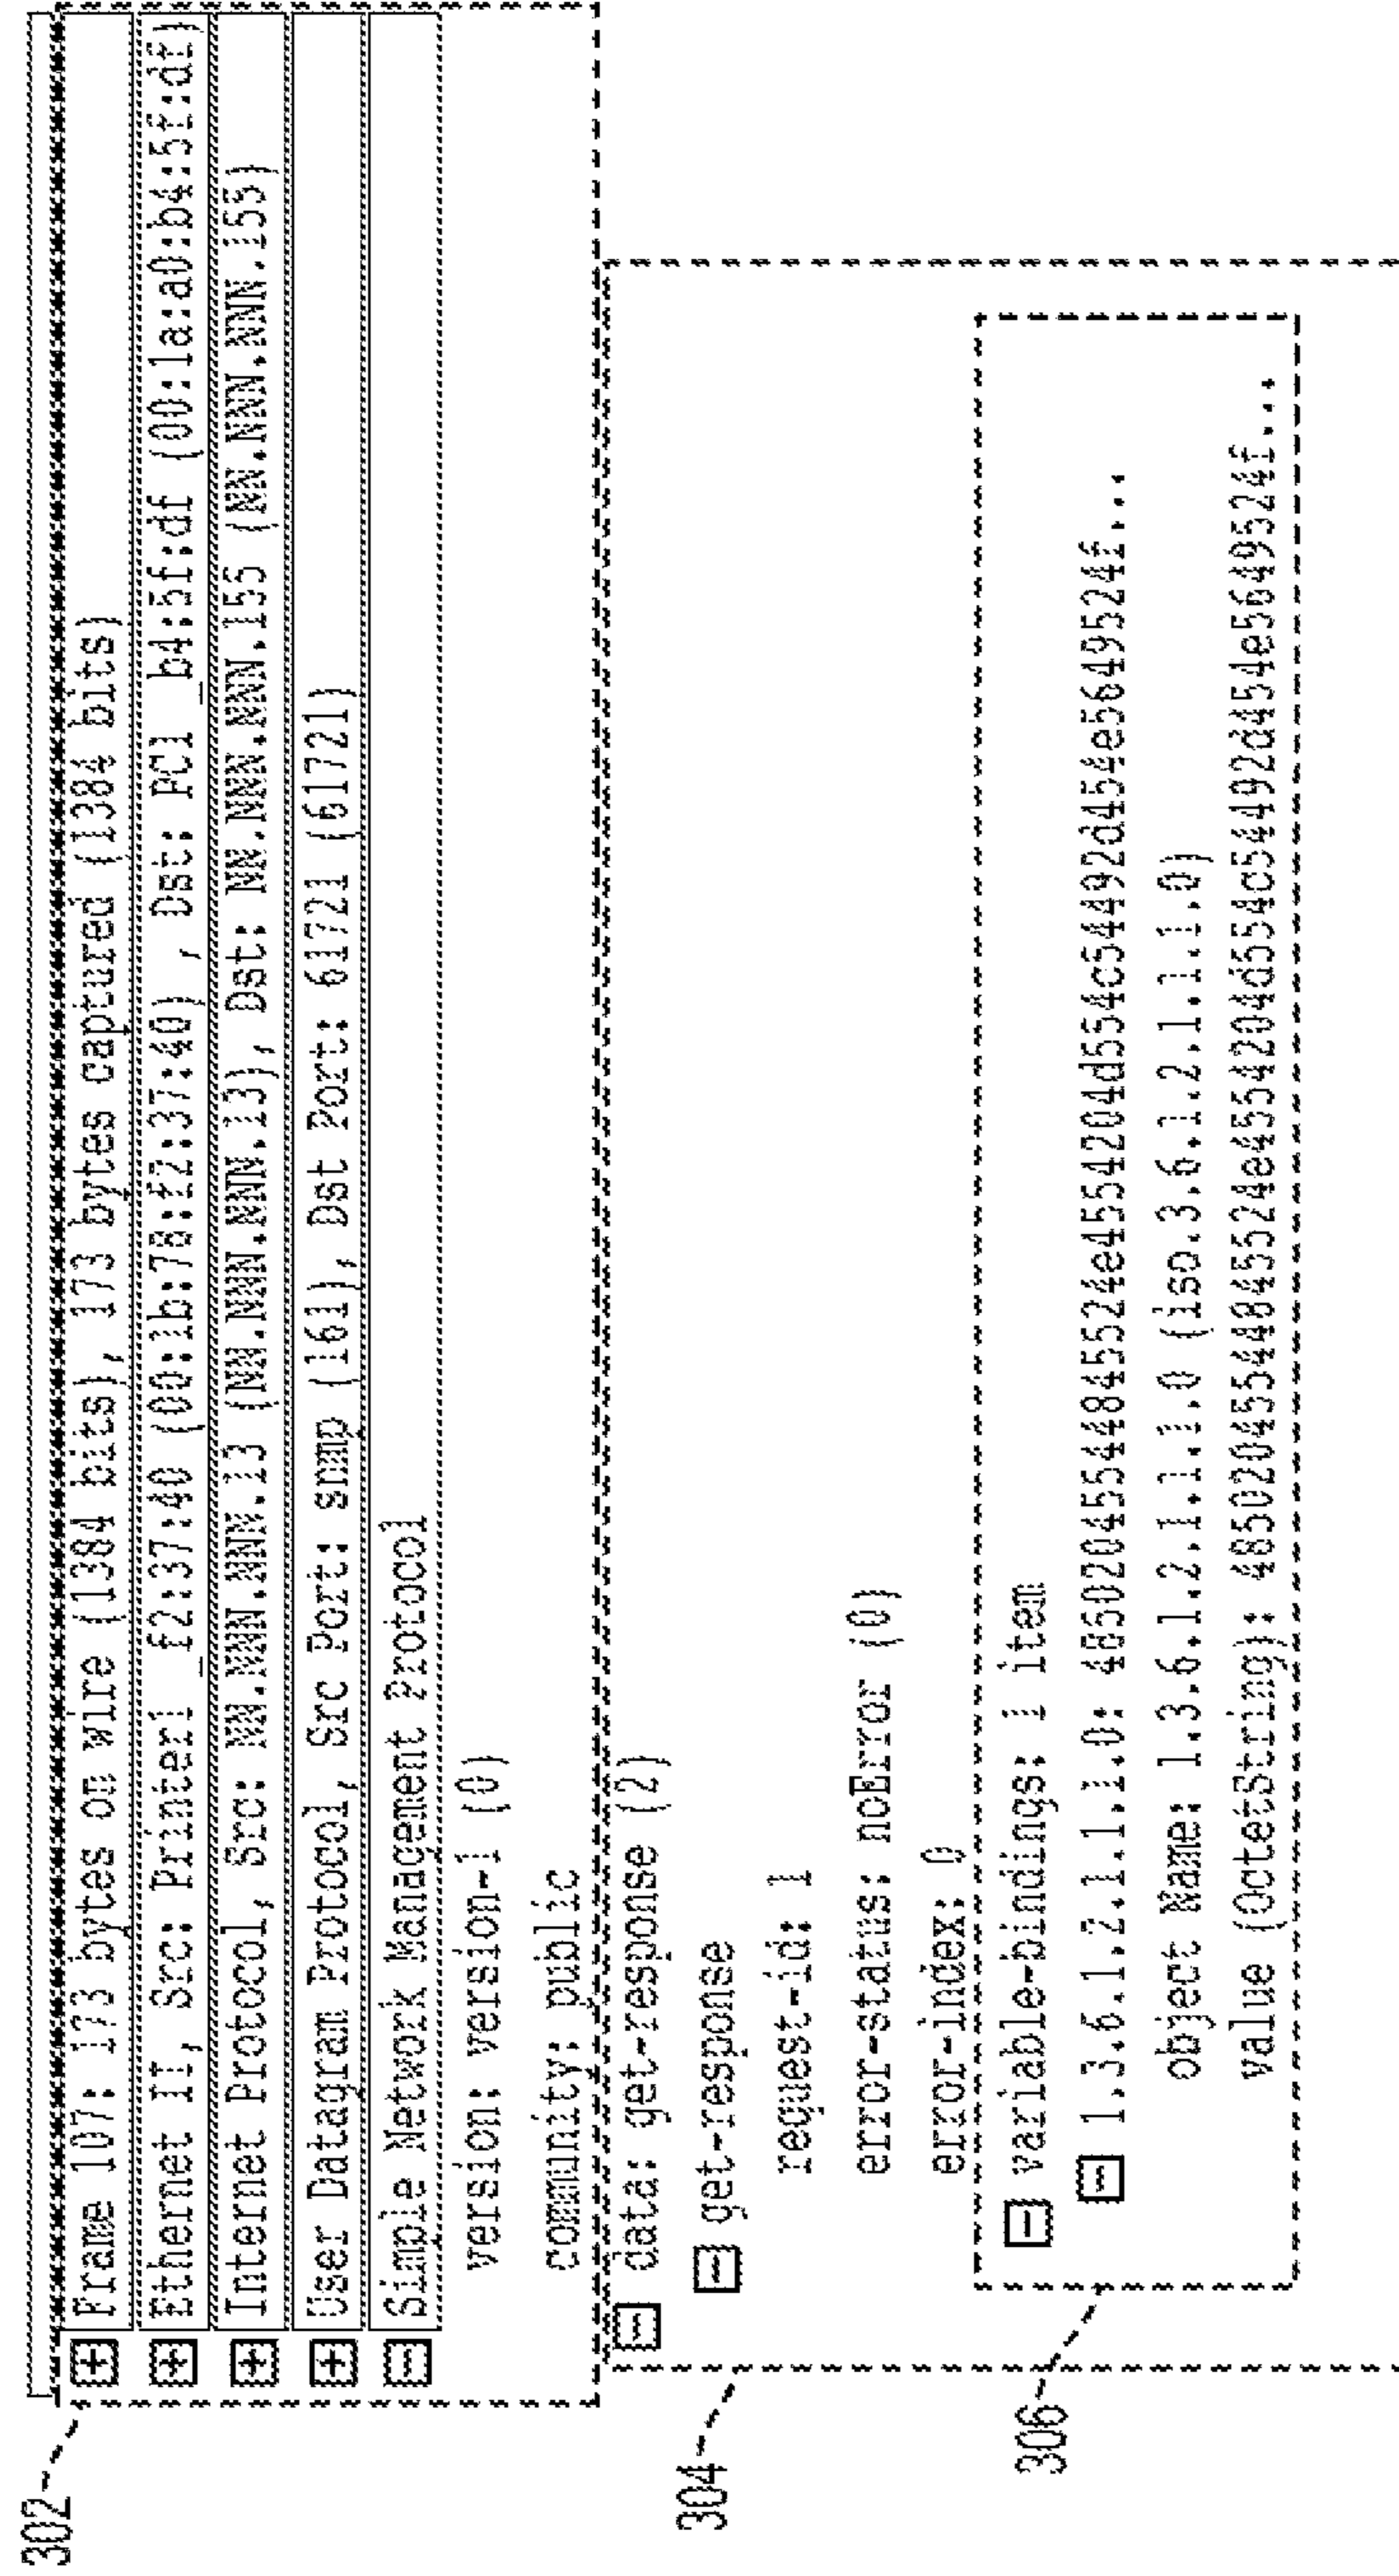 302
Frame 107: 173 bytes on wire (1384 bits), 173 bytes captured (1384 bits)
Ethernet II, Src: Printer1 _f2:37:40 (00:1b:78:f2:37:40) , Dst: PC1 _b4:5f:df (00:1a:a0:b4:5f:df)
Internet Protocol, Src: NN.NNN.NNN.13 (NN.NNN.NNN.13), Dst: NN.NNN.NNN.155 (NN.NNN.NNN.155)
User Datagram Protocol, Src Port: snmp (161), Dst Port: 61721 (61721)
Simple Network Management Protocol
version: version-1 (0)
community: public
304
data: get-response (2)
get-response
request-id: 1
error-status: noError (0)
error-index: 0
306
variable-bindings: 1 item
1.3.6.1.2.1.1.1.0: 485020455448455524e4554204d554c54492d454e5649524f...
object Name: 1.3.6.1.2.1.1.1.0 (iso.3.6.1.2.1.1.1.0)
value (OctetString): 485020455448455524e4554204d554c54492d454e5649524f...